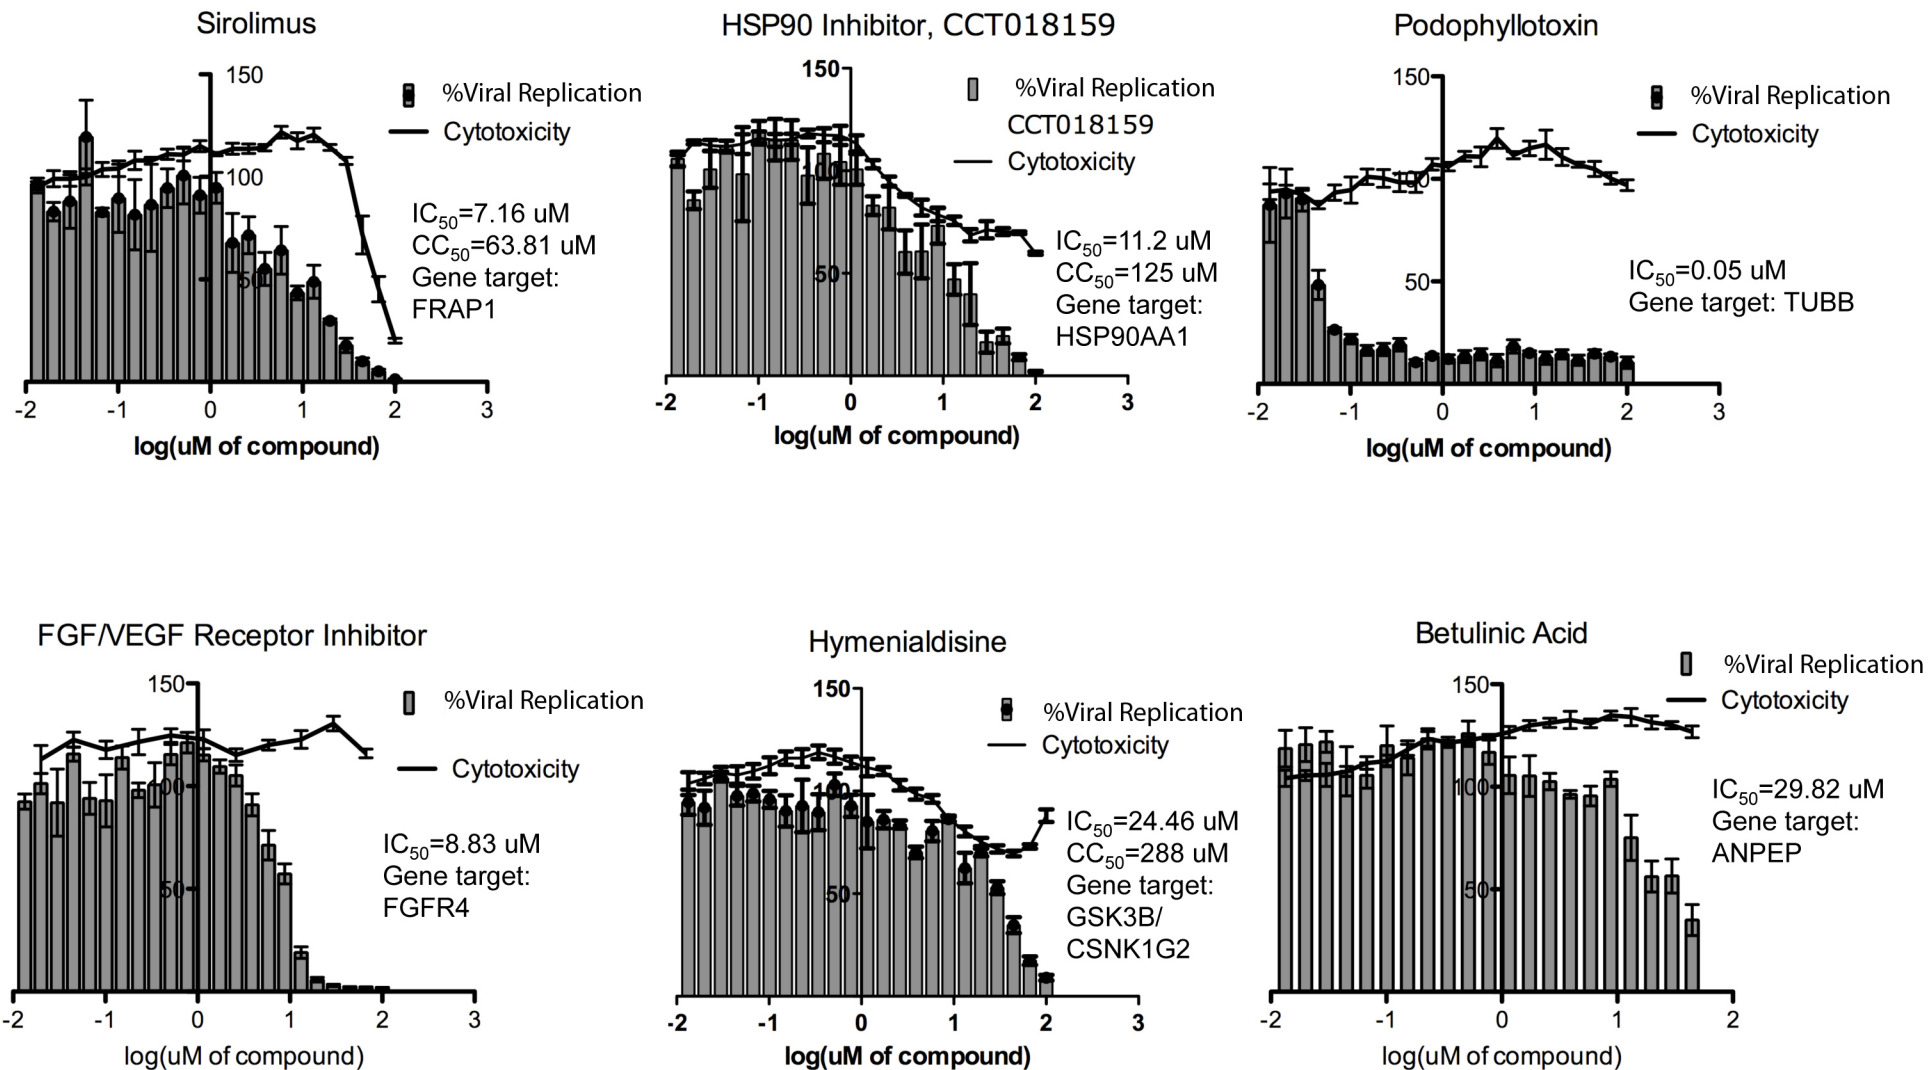 Sirolimus
150
%Viral Replication
Cytotoxicity
100
IC50=7.16 uM
CC50=63.81 uM
Gene target:
FRAP1
50
-2 -1 0 1 2 3
log(uM of compound)
HSP90 Inhibitor, CCT018159
150
%Viral Replication
CCT018159
Cytotoxicity
100
IC50=11.2 uM
CC50=125 uM
Gene target:
HSP90AA1
50
-2 -1 0 1 2 3
log(uM of compound)
Podophyllotoxin
150
%Viral Replication
Cytotoxicity
100
IC50=0.05 uM
Gene target: TUBB
50
-2 -1 0 1 2 3
log(uM of compound)
FGF/VEGF Receptor Inhibitor
150
%Viral Replication
Cytotoxicity
100
IC50=8.83 uM
Gene target:
FGFR4
50
-2 -1 0 1 2 3
log(uM of compound)
Hymenialdisine
150
%Viral Replication
Cytotoxicity
100
IC50=24.46 uM
CC50=288 uM
Gene target:
GSK3B/
CSNK1G2
50
-2 -1 0 1 2 3
log(uM of compound)
Betulinic Acid
150
%Viral Replication
Cytotoxicity
100
IC50=29.82 uM
Gene target:
ANPEP
50
-2 -1 0 1 2
log(uM of compound)